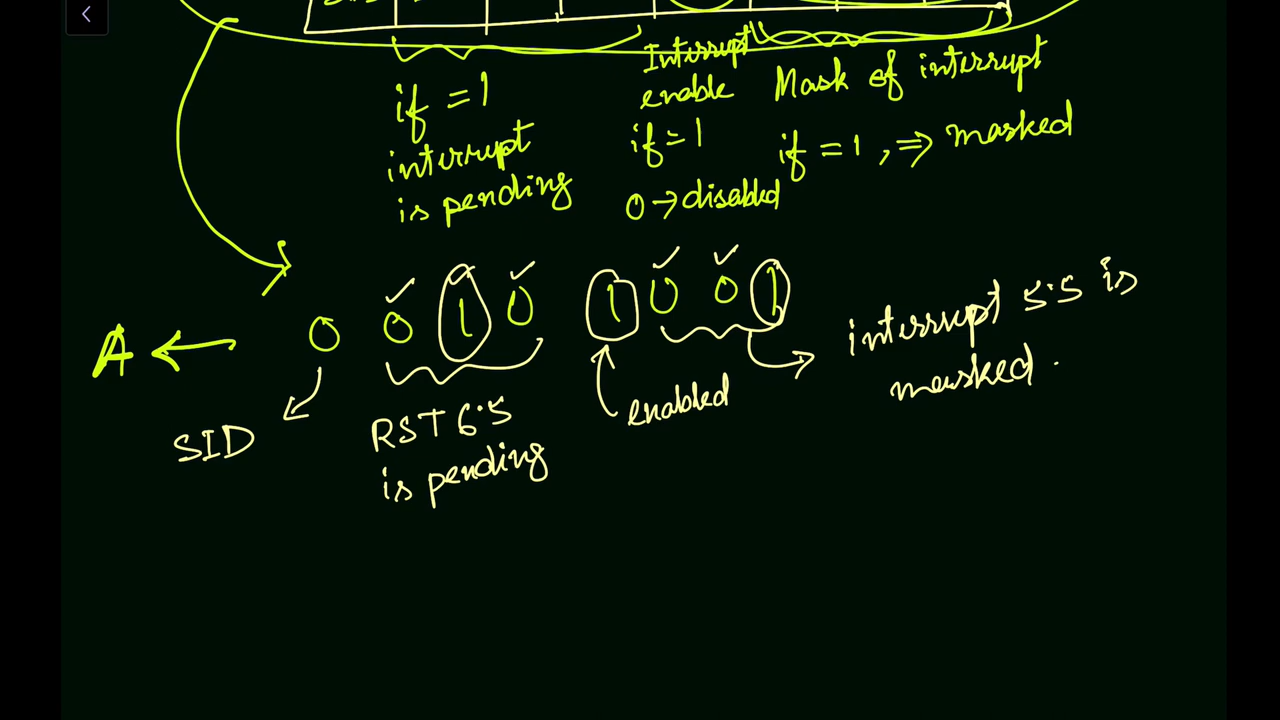 if = 1
interrupt
is pending
Interrupt
enable
if = 1
0 → disabled
Mask of interrupt
if = 1, ⇒ masked
A ← 0 0 1 0 1 0 0 1
SID
RST 6.5
is pending
enabled
interrupt 5.5 is
masked.